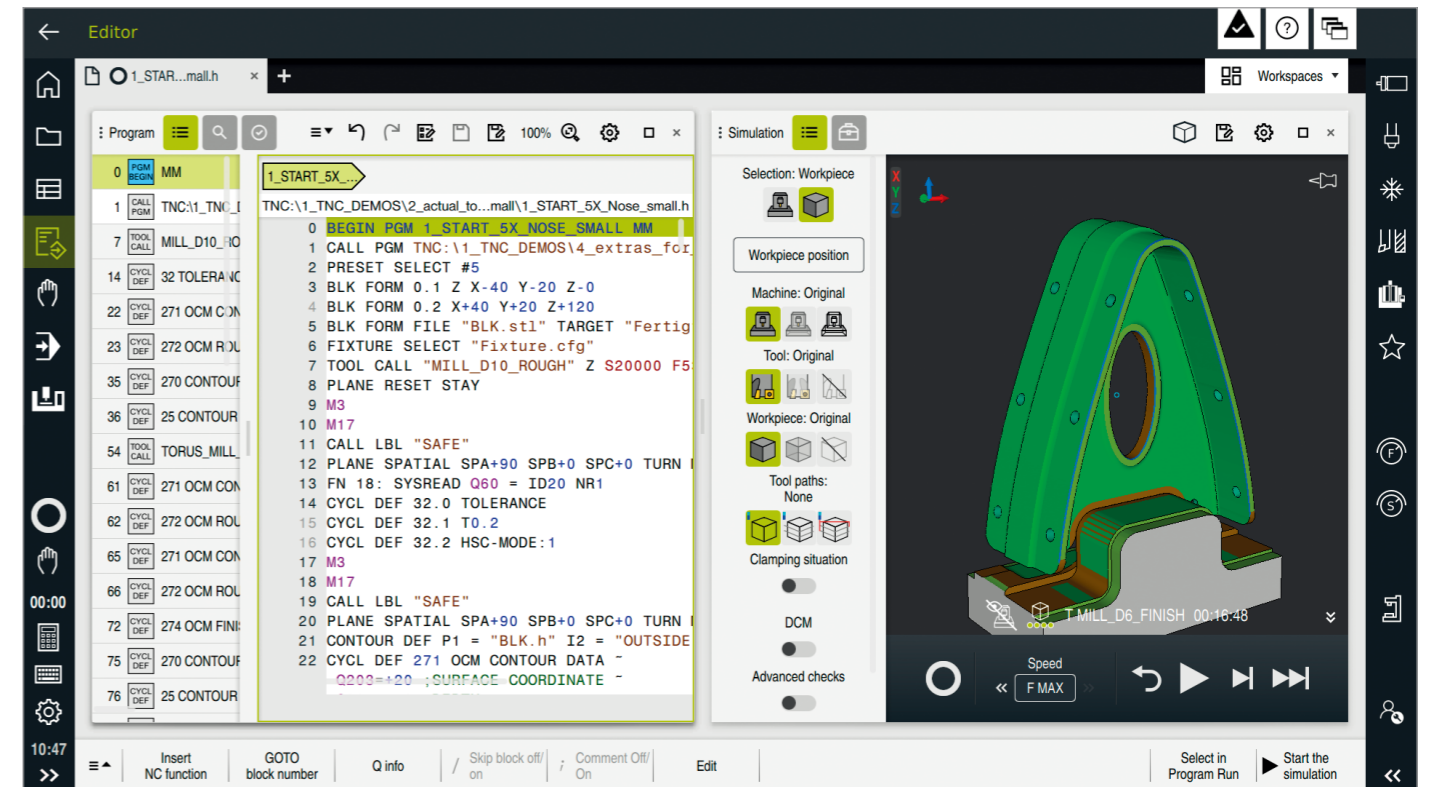 Editor
1_STAR...mall.h
Workspaces
Program
100%
0 PGM BEGIN MM
1 CALL PGM TNC:\1_TNC_
7 TOOL CALL MILL_D10_RO
14 CYCL DEF 32 TOLERANC
22 CYCL DEF 271 OCM CON
23 CYCL DEF 272 OCM ROU
35 CYCL DEF 270 CONTOUR
36 CYCL DEF 25 CONTOUR
54 TOOL CALL TORUS_MILL_
61 CYCL DEF 271 OCM CON
62 CYCL DEF 272 OCM ROU
65 CYCL DEF 271 OCM CON
66 CYCL DEF 272 OCM ROU
72 CYCL DEF 274 OCM FINI
75 CYCL DEF 270 CONTOUR
76 CYCL DEF 25 CONTOUR
1_START_5X_...
TNC:\1_TNC_DEMOS\2_actual_to...mall\1_START_5X_Nose_small.h
0 BEGIN PGM 1_START_5X_NOSE_SMALL MM
1 CALL PGM TNC:\1_TNC_DEMOS\4_extras_for_
2 PRESET SELECT #5
3 BLK FORM 0.1 Z X-40 Y-20 Z-0
4 BLK FORM 0.2 X+40 Y+20 Z+120
5 BLK FORM FILE "BLK.stl" TARGET "Fertig
6 FIXTURE SELECT "Fixture.cfg"
7 TOOL CALL "MILL_D10_ROUGH" Z S20000 F5
8 PLANE RESET STAY
9 M3
10 M17
11 CALL LBL "SAFE"
12 PLANE SPATIAL SPA+90 SPB+0 SPC+0 TURN
13 FN 18: SYSREAD Q60 = ID20 NR1
14 CYCL DEF 32.0 TOLERANCE
15 CYCL DEF 32.1 T0.2
16 CYCL DEF 32.2 HSC-MODE:1
17 M3
18 M17
19 CALL LBL "SAFE"
20 PLANE SPATIAL SPA+90 SPB+0 SPC+0 TURN
21 CONTOUR DEF P1 = "BLK.h" I2 = "OUTSIDE
22 CYCL DEF 271 OCM CONTOUR DATA ~
Q203=+20 ;SURFACE COORDINATE ~
Simulation
Selection: Workpiece
Workpiece position
Machine: Original
Tool: Original
Workpiece: Original
Tool paths:
None
Clamping situation
DCM
Advanced checks
X
Y
Z
T MILL_D6_FINISH 00:16:48
Speed
F MAX
F
S
00:00
10:47
Insert
NC function
GOTO
block number
Q info
/ Skip block off/
on
; Comment Off/
On
Edit
Select in
Program Run
Start the
simulation